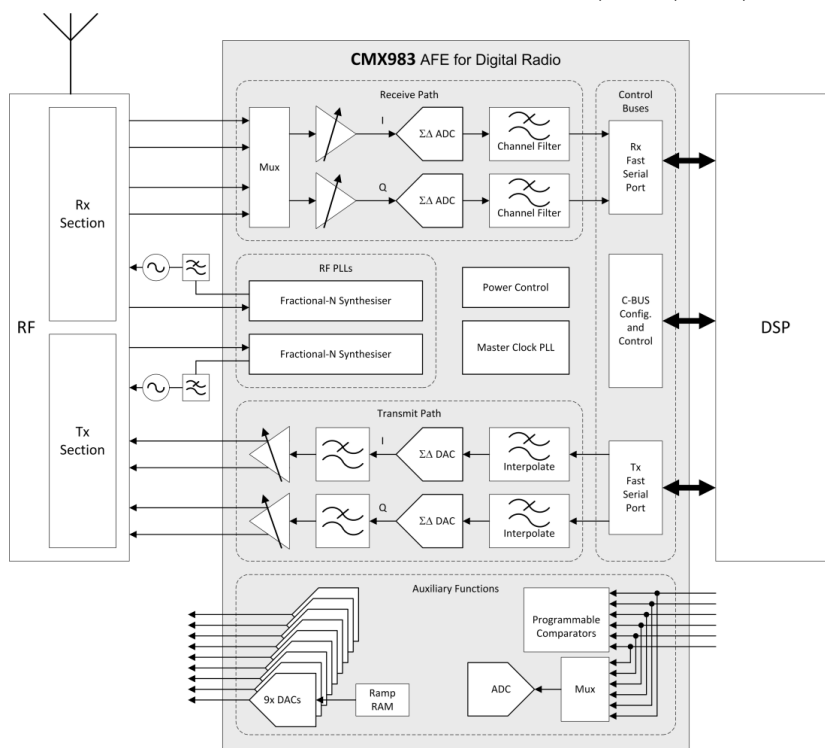 CMX983 AFE for Digital Radio
Receive Path
Control
Buses
Mux
I
ΣΔ ADC
Channel Filter
Q
ΣΔ ADC
Channel Filter
Rx
Fast
Serial
Port
Rx
Section
RF
RF PLLs
Fractional-N Synthesiser
Fractional-N Synthesiser
Power Control
Master Clock PLL
C-BUS
Config.
and
Control
DSP
Tx
Section
Transmit Path
I
ΣΔ DAC
Interpolate
Q
ΣΔ DAC
Interpolate
Tx
Fast
Serial
Port
Auxiliary Functions
Programmable
Comparators
9x DACs
Ramp
RAM
ADC
Mux